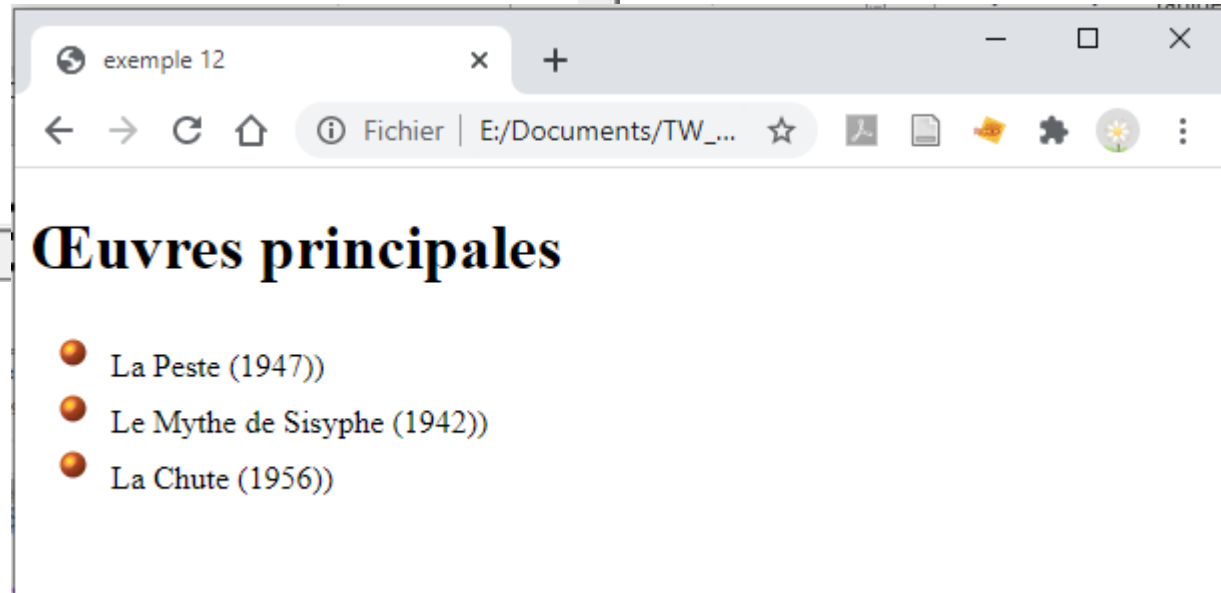 exemple 12
Fichier | E:/Documents/TW_...
Œuvres principales
La Peste (1947))
Le Mythe de Sisyphe (1942))
La Chute (1956))